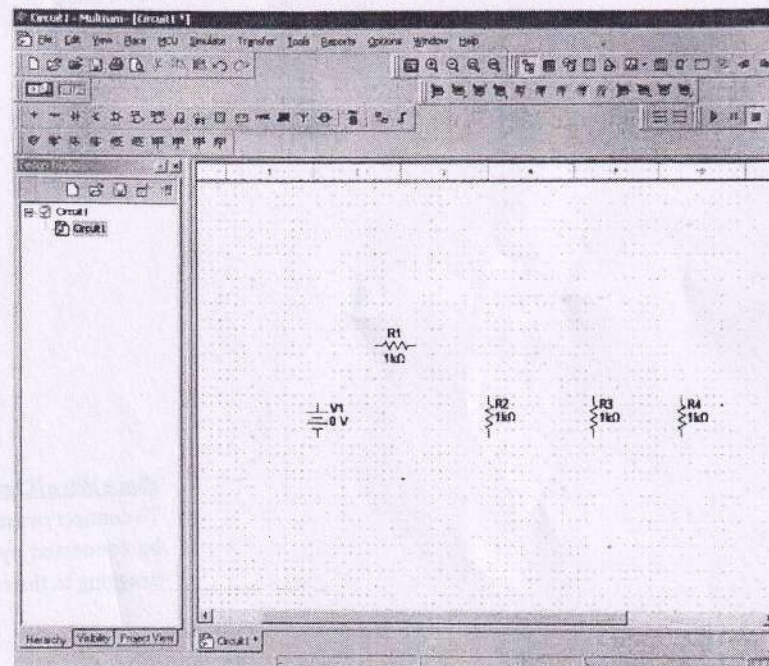 Circuit1 - Multisim - [Circuit1 *]
File Edit View Place MCU Simulate Transfer Tools Reports Options Window Help
Circuit1
Circuit1
R1
1kΩ
V1
0 V
R2
1kΩ
R3
1kΩ
R4
1kΩ
Hierarchy Visibility Project View
Circuit1 *